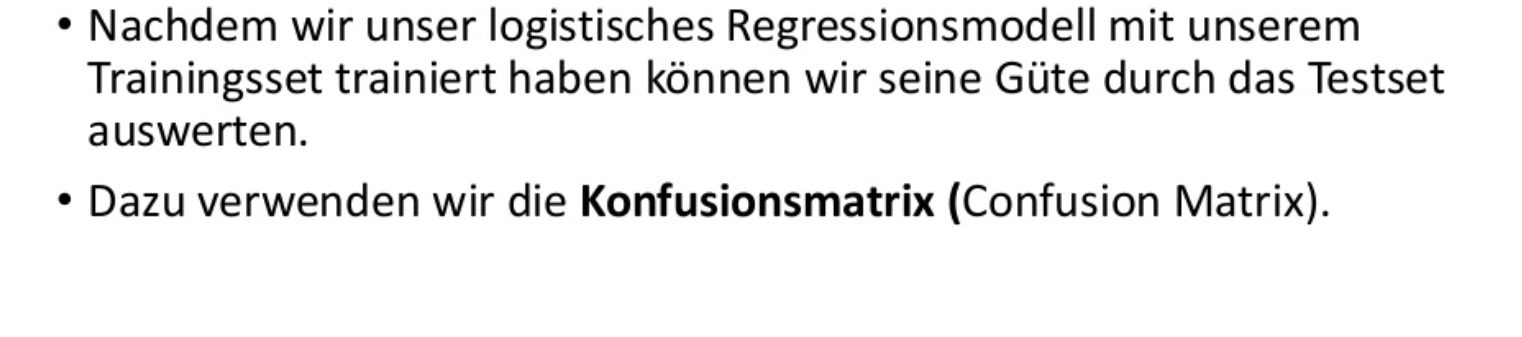 • Nachdem wir unser logistisches Regressionsmodell mit unserem
Trainingsset trainiert haben können wir seine Güte durch das Testset
auswerten.
• Dazu verwenden wir die Konfusionsmatrix (Confusion Matrix).